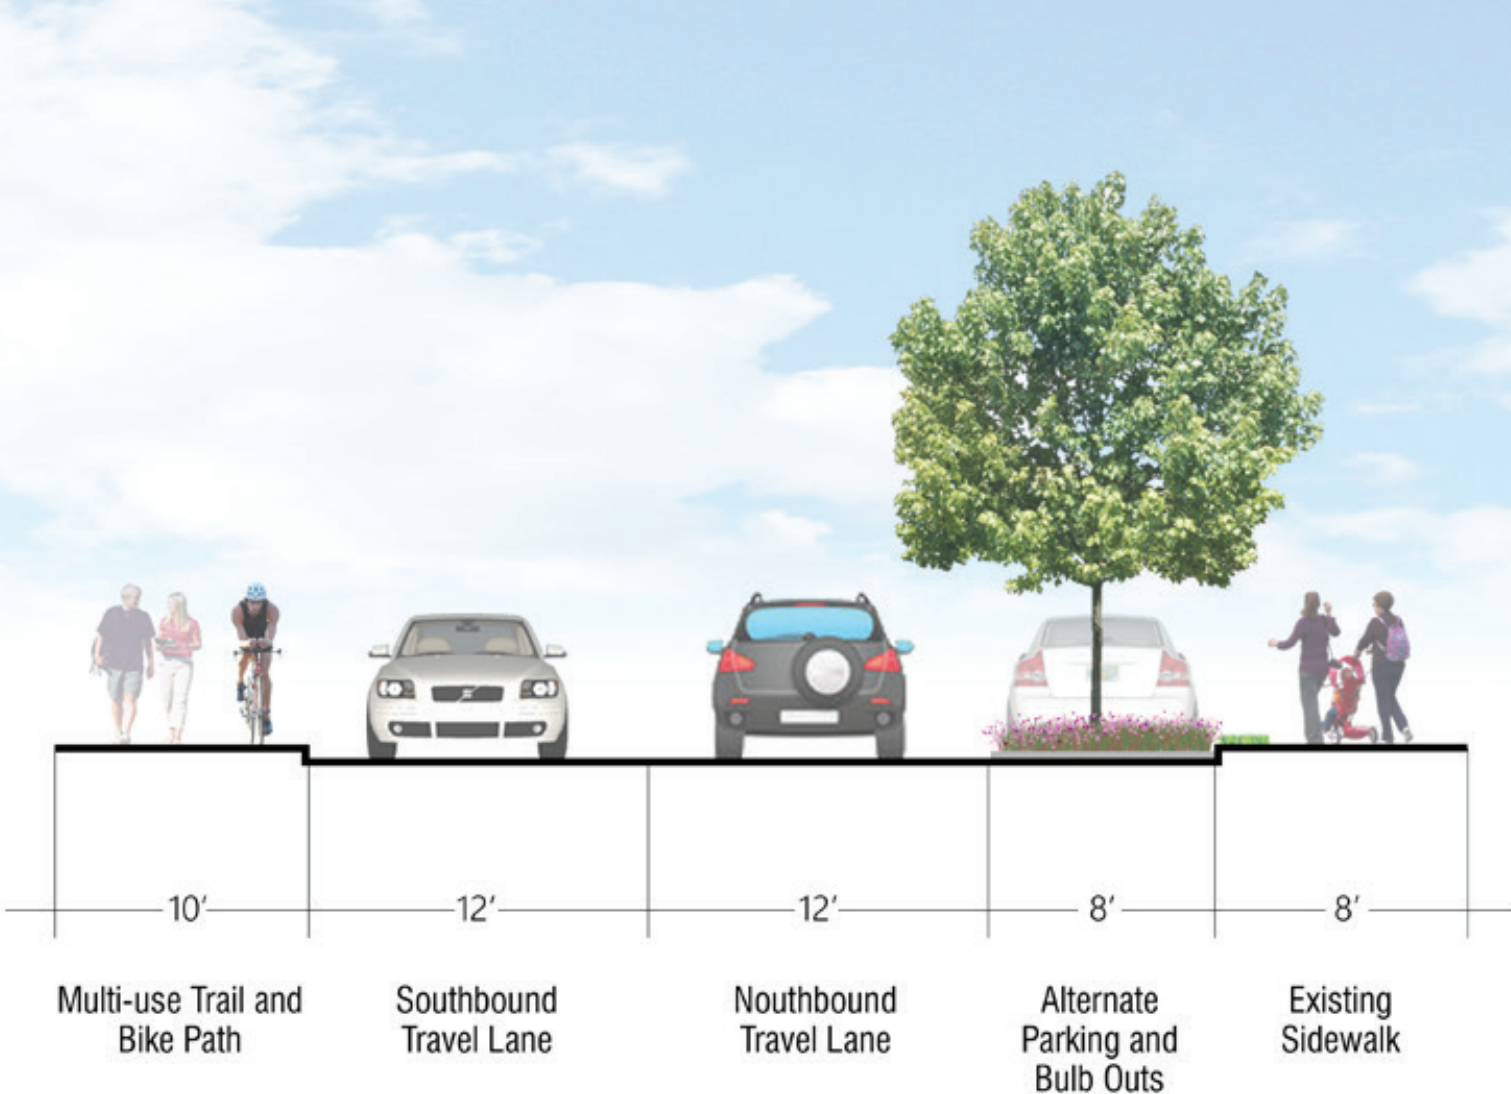 10’ 12’ 12’ 8’ 8’
Multi-use Trail and
Bike Path
Southbound
Travel Lane
Nouthbound
Travel Lane
Alternate
Parking and
Bulb Outs
Existing
Sidewalk